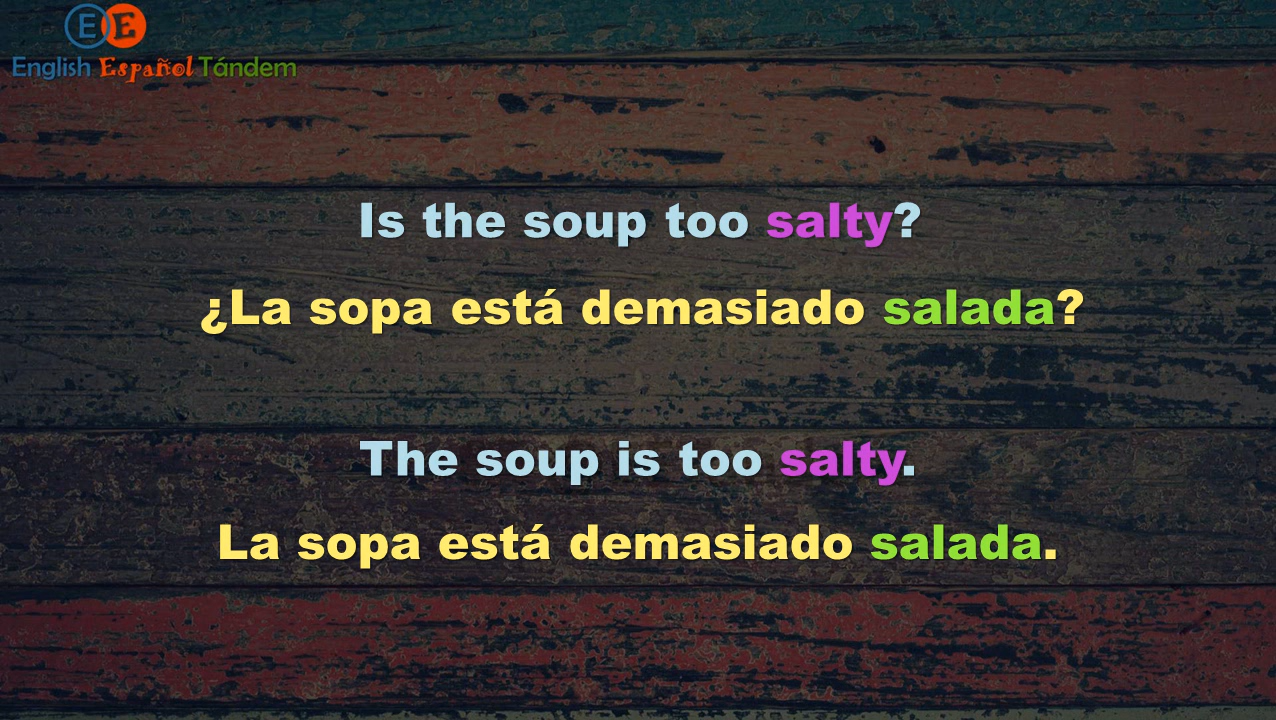 E E
English Español Tándem
Is the soup too salty?
¿La sopa está demasiado salada?
The soup is too salty.
La sopa está demasiado salada.